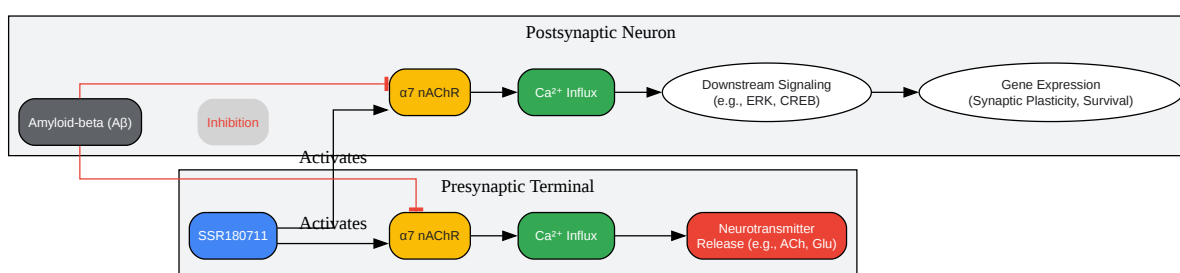 Postsynaptic Neuron
Amyloid-beta (Aβ)
Inhibition
α7 nAChR
Ca²⁺ Influx
Downstream Signaling
(e.g., ERK, CREB)
Gene Expression
(Synaptic Plasticity, Survival)
Activates
Presynaptic Terminal
SSR180711
Activates
α7 nAChR
Ca²⁺ Influx
Neurotransmitter
Release (e.g., ACh, Glu)